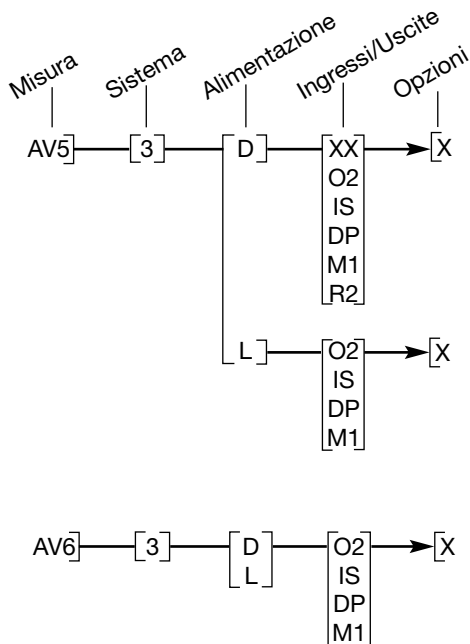 Misura Sistema Alimentazione Ingressi/Uscite Opzioni
AV5] [3] [D] [XX] [X
O2
IS
DP
M1
R2
[L] [O2] [X
IS
DP
M1
AV6] [3] [D [O2] [X
L] IS
DP
M1